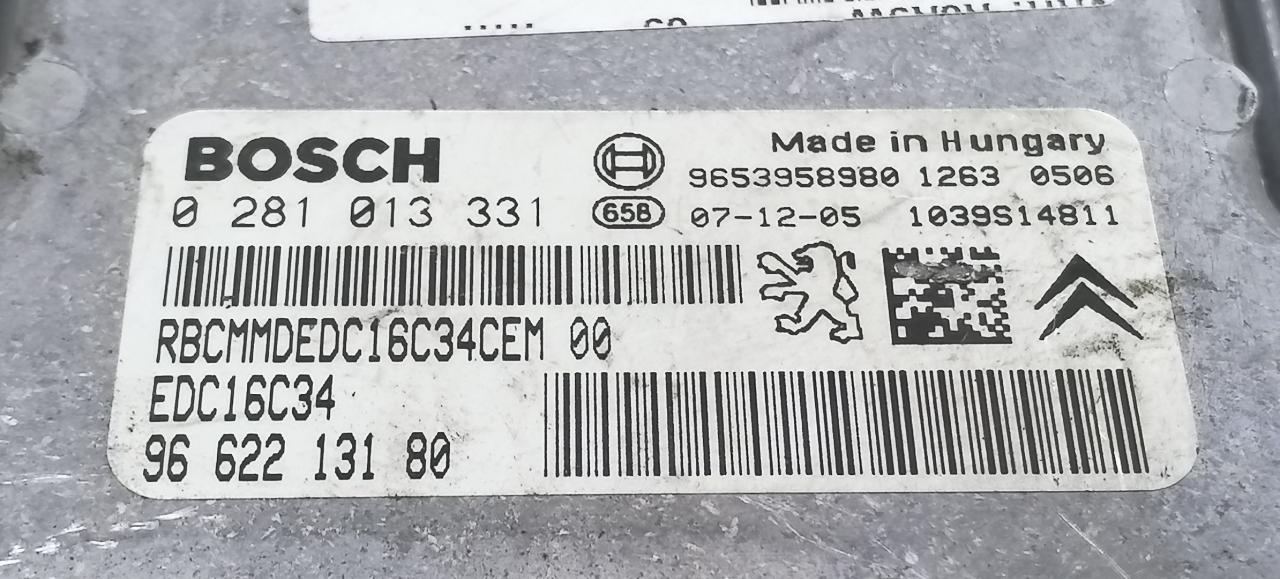 BOSCH
Made in Hungary
9653958980 1263 0506
0 281 013 331
658
07-12-05 1039S14811
RBCMMDEDC16C34CEM 00
EDC16C34
96 622 131 80